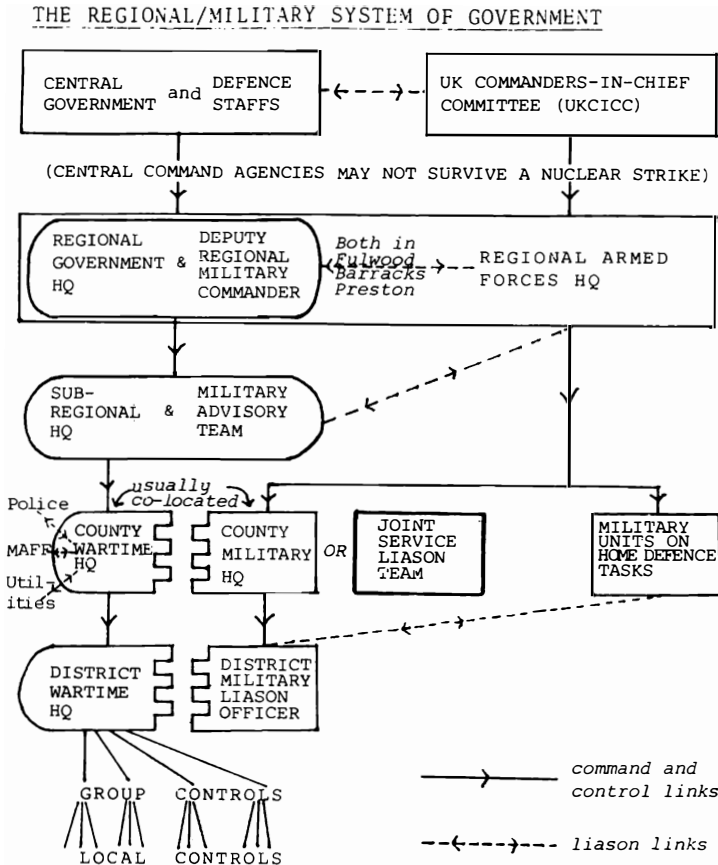 THE REGIONAL/MILITARY SYSTEM OF GOVERNMENT
CENTRAL
GOVERNMENT
and
DEFENCE
STAFFS
UK COMMANDERS-IN-CHIEF
COMMITTEE (UKCICC)
(CENTRAL COMMAND AGENCIES MAY NOT SURVIVE A NUCLEAR STRIKE)
REGIONAL
GOVERNMENT &
HQ
DEPUTY
REGIONAL
MILITARY
COMMANDER
Both in
Fulwood
Barracks
Preston
REGIONAL ARMED
FORCES HQ
SUB-
REGIONAL &
HQ
MILITARY
ADVISORY
TEAM
usually
co-located
Police
MAFF
Util-
ities
COUNTY
WARTIME
HQ
COUNTY
MILITARY
HQ
OR
JOINT
SERVICE
LIASON
TEAM
MILITARY
UNITS ON
HOME DEFENCE
TASKS
DISTRICT
WARTIME
HQ
DISTRICT
MILITARY
LIASON
OFFICER
GROUP CONTROLS
LOCAL CONTROLS
command and
control links
liason links